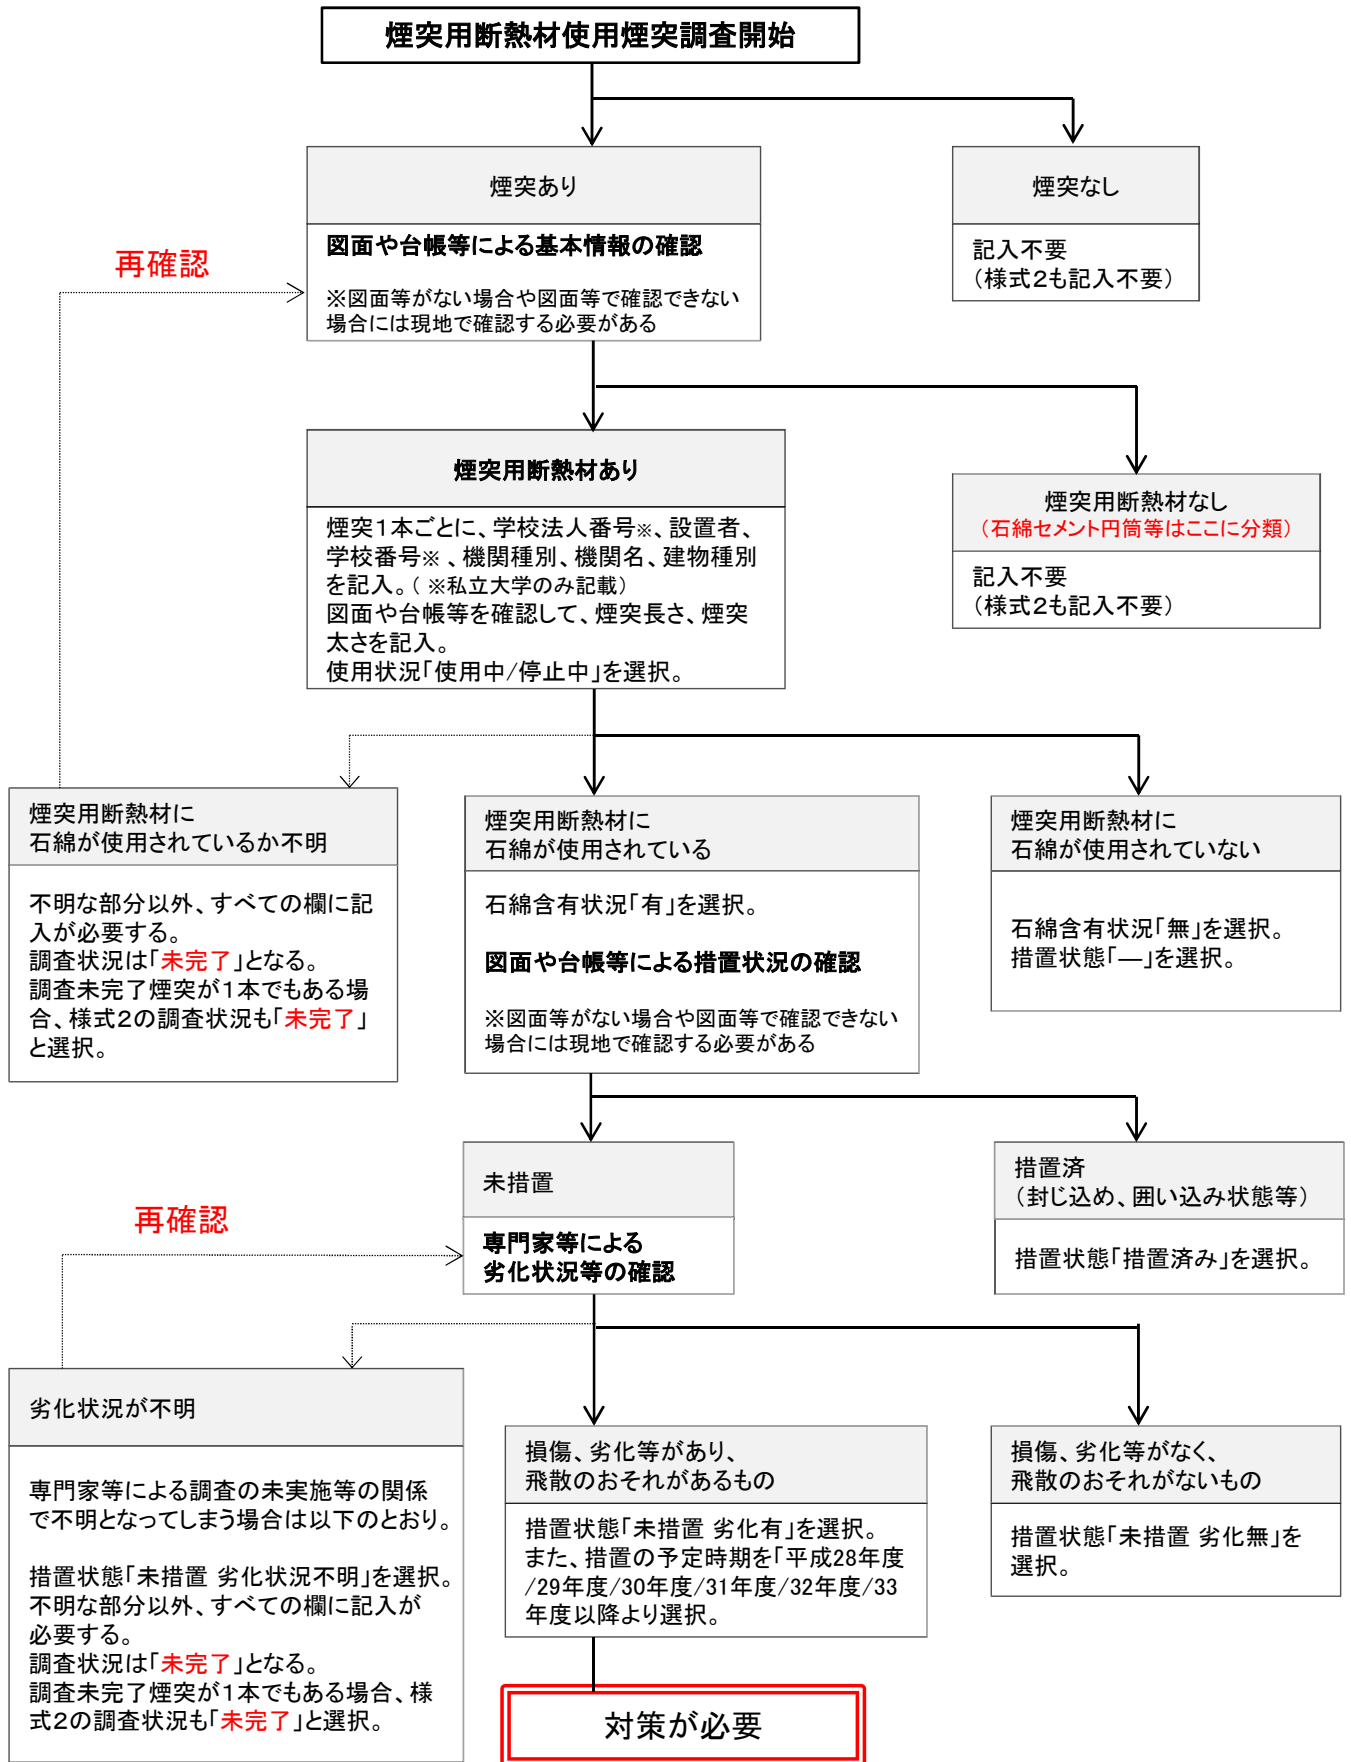 煙突用断熱材使用煙突調査開始
煙突あり
図面や台帳等による基本情報の確認
※図面等がない場合や図面等で確認できない
場合には現地で確認する必要がある
煙突なし
記入不要
（様式２も記入不要）
再確認
煙突用断熱材あり
煙突１本ごとに、学校法人番号※、設置者、
学校番号※ 、機関種別、機関名、建物種別
を記入。（ ※私立大学のみ記載）
図面や台帳等を確認して、煙突長さ、煙突
太さを記入。
使用状況「使用中/停止中」を選択。
煙突用断熱材なし
（石綿セメント円筒等はここに分類）
記入不要
（様式２も記入不要）
煙突用断熱材に
石綿が使用されているか不明
不明な部分以外、すべての欄に記
入が必要する。
調査状況は「未完了」となる。
調査未完了煙突が１本でもある場
合、様式２の調査状況も「未完了」
と選択。
煙突用断熱材に
石綿が使用されている
石綿含有状況「有」を選択。
図面や台帳等による措置状況の確認
※図面等がない場合や図面等で確認できない
場合には現地で確認する必要がある
煙突用断熱材に
石綿が使用されていない
石綿含有状況「無」を選択。
措置状態「―」を選択。
未措置
専門家等による
劣化状況等の確認
措置済
（封じ込め、囲い込み状態等）
措置状態「措置済み」を選択。
再確認
劣化状況が不明
専門家等による調査の未実施等の関係
で不明となってしまう場合は以下のとおり。
措置状態「未措置 劣化状況不明」を選択。
不明な部分以外、すべての欄に記入が
必要する。
調査状況は「未完了」となる。
調査未完了煙突が１本でもある場合、様
式２の調査状況も「未完了」と選択。
損傷、劣化等があり、
飛散のおそれがあるもの
措置状態「未措置 劣化有」を選択。
また、措置の予定時期を「平成28年度
/29年度/30年度/31年度/32年度/33
年度以降より選択。
損傷、劣化等がなく、
飛散のおそれがないもの
措置状態「未措置 劣化無」を
選択。
対策が必要